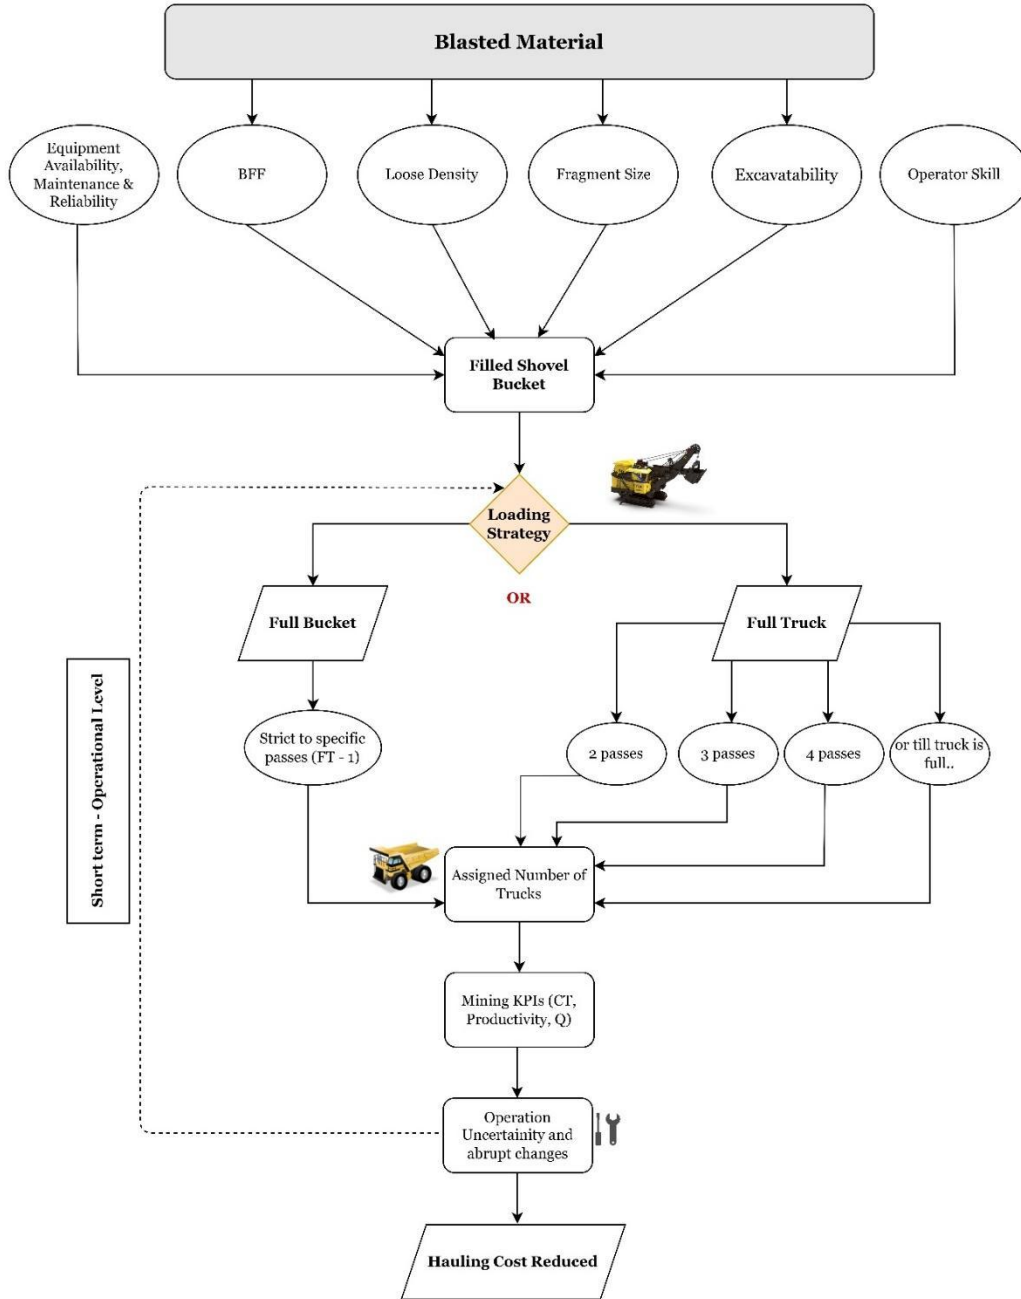 Blasted Material
Equipment
Availability,
Maintenance &
Reliability
BFF
Loose Density
Fragment Size
Excavatability
Operator Skill
Filled Shovel
Bucket
Loading
Strategy
OR
Full Bucket
Full Truck
Short term - Operational Level
Strict to specific
passes (FT - 1)
2 passes
3 passes
4 passes
or till truck is
full..
Assigned Number of
Trucks
Mining KPIs (CT,
Productivity, Q)
Operation
Uncertainity and
abrupt changes
Hauling Cost Reduced